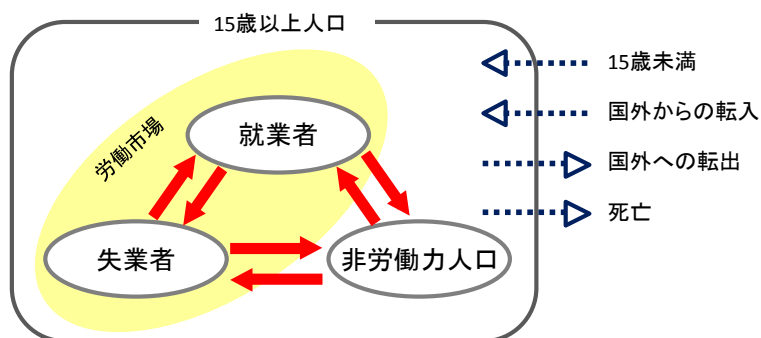 15歳以上人口
15歳未満
国外からの転入
労働市場
就業者
国外への転出
死亡
失業者
非労働力人口